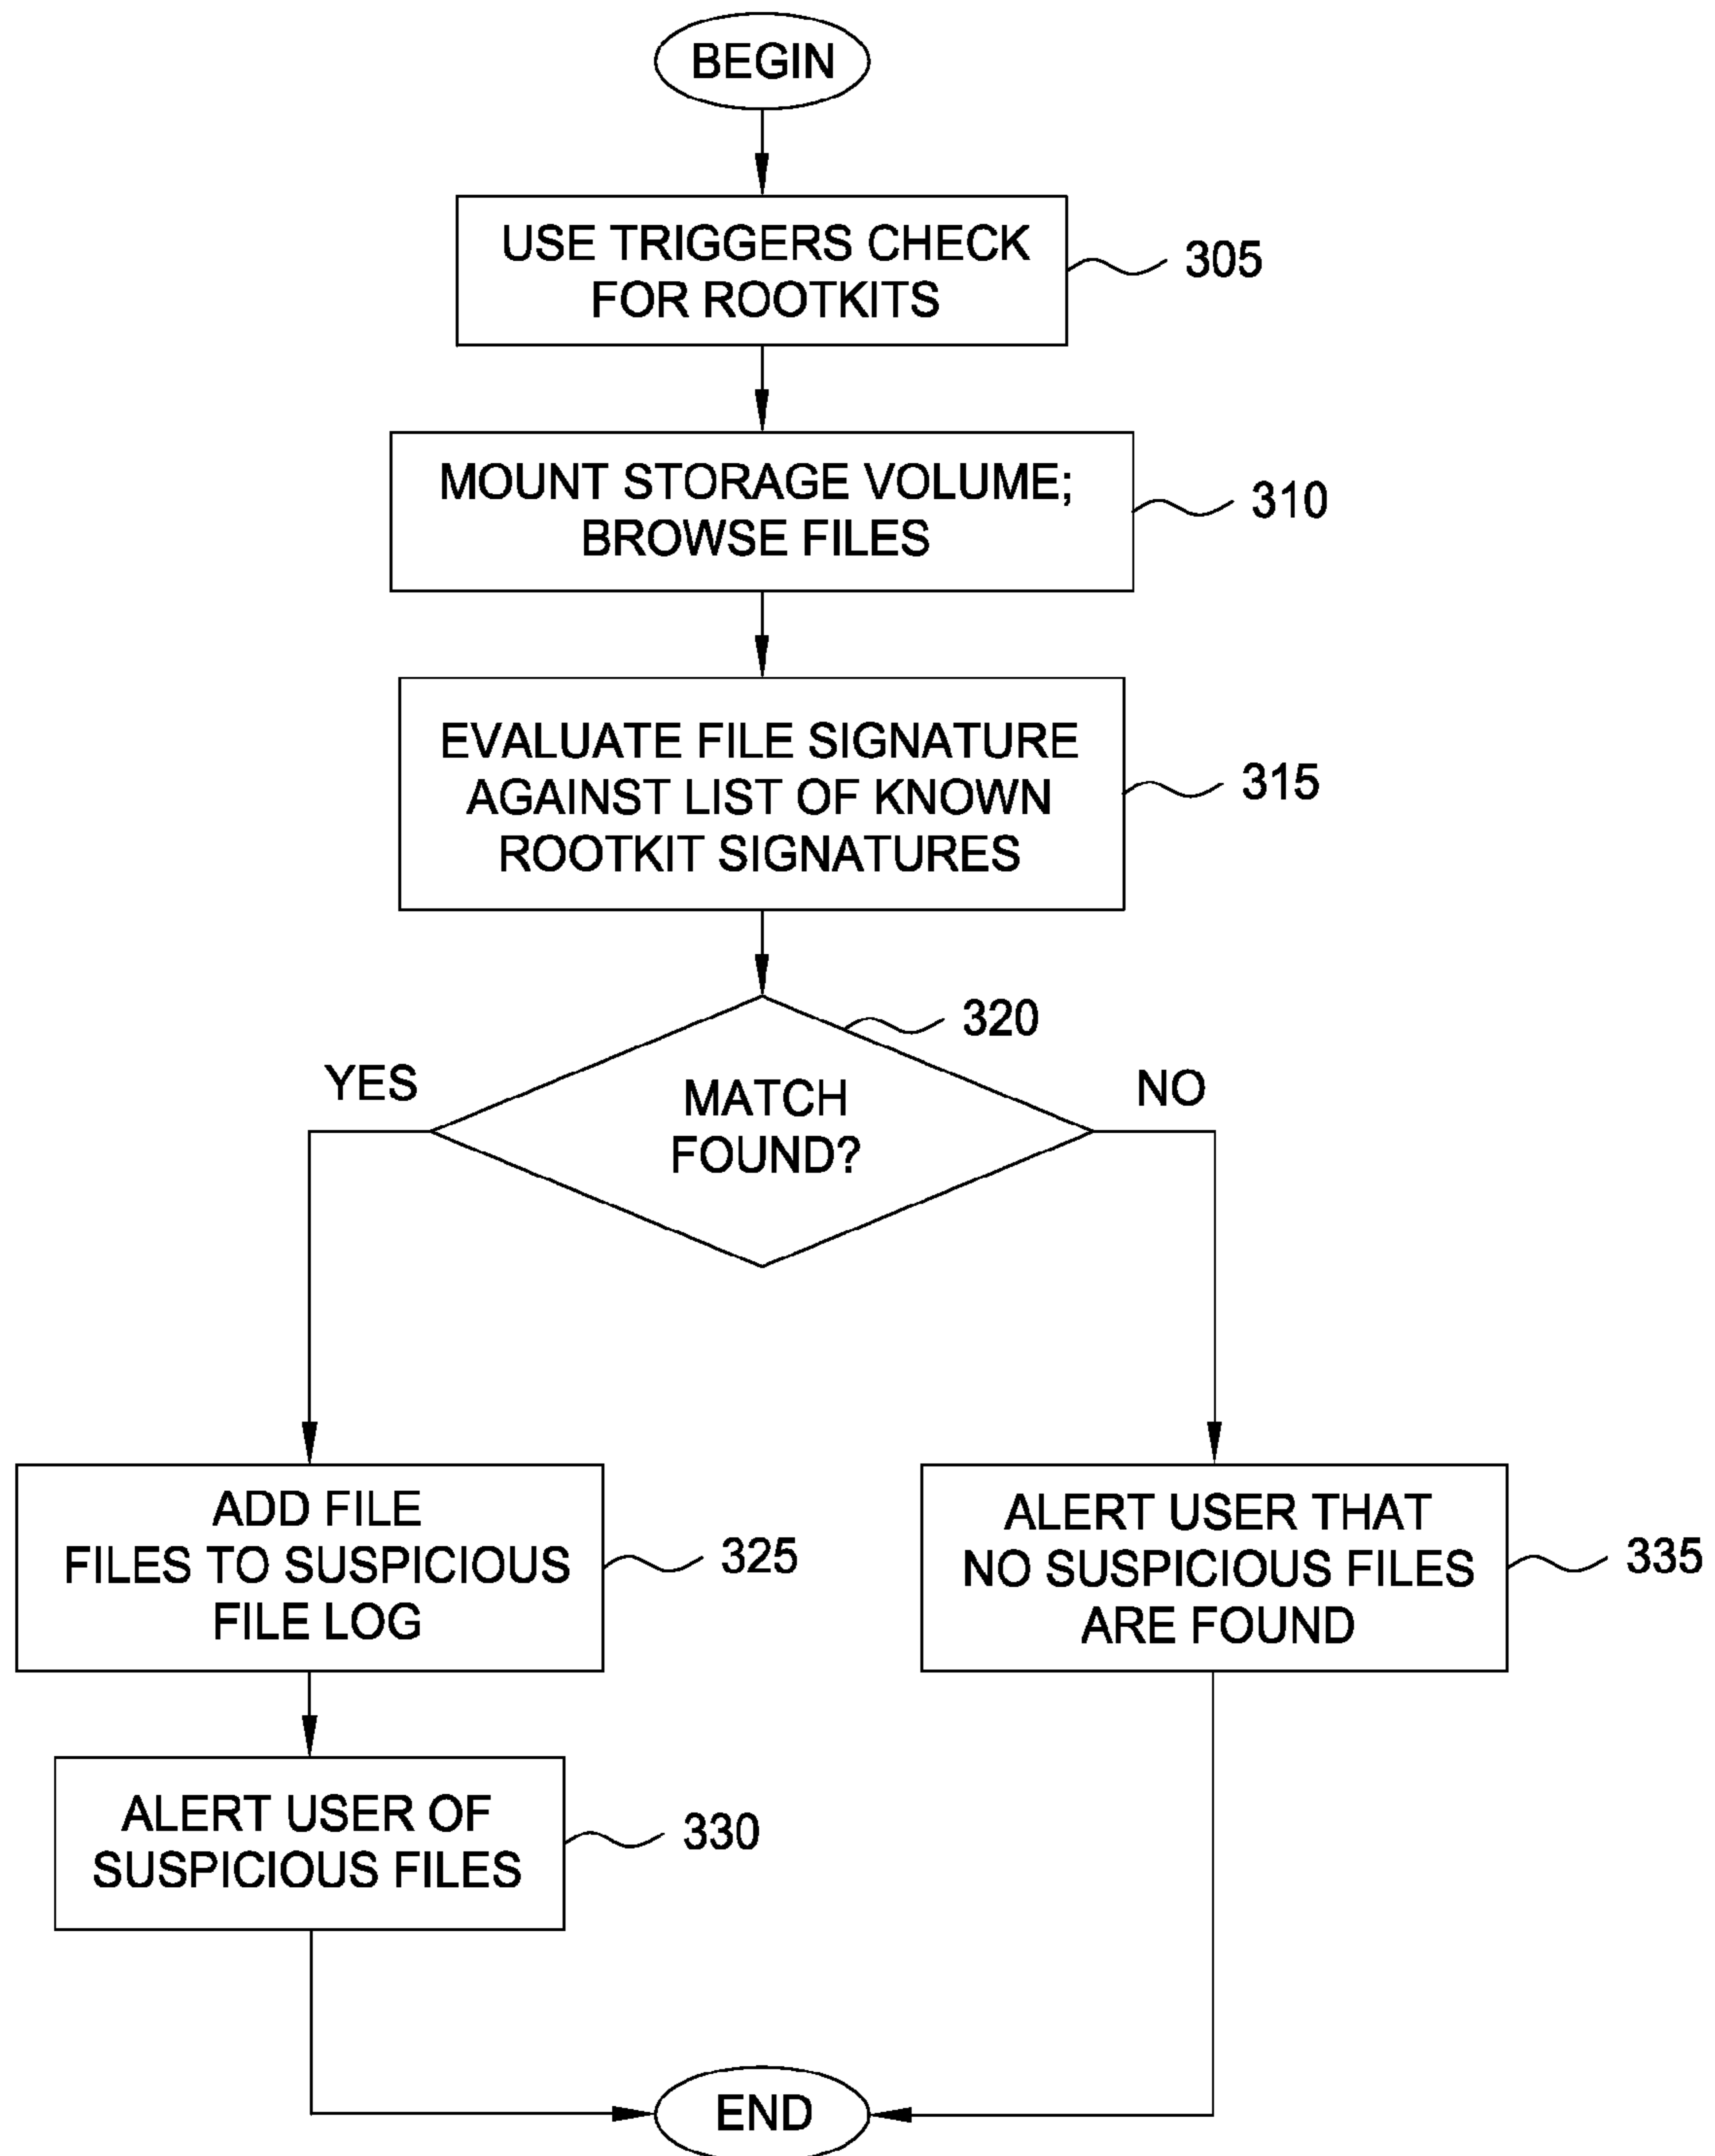 BEGIN
USE TRIGGERS CHECK
FOR ROOTKITS
305
MOUNT STORAGE VOLUME;
BROWSE FILES
310
EVALUATE FILE SIGNATURE
AGAINST LIST OF KNOWN
ROOTKIT SIGNATURES
315
320
YES
MATCH
FOUND?
NO
ADD FILE
FILES TO SUSPICIOUS
FILE LOG
325
ALERT USER THAT
NO SUSPICIOUS FILES
ARE FOUND
335
ALERT USER OF
SUSPICIOUS FILES
330
END